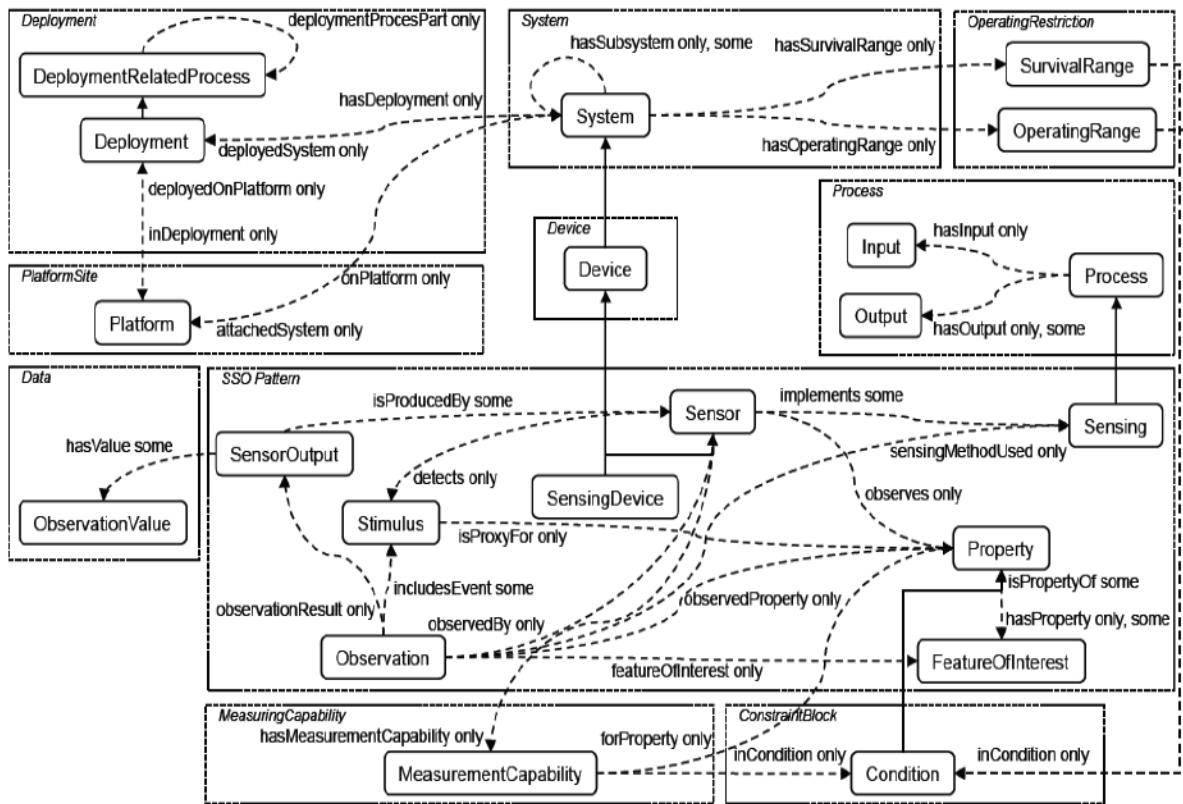 Deployment
deploymentProcesPart only
DeploymentRelatedProcess
Deployment
hasDeployment only
deployedSystem only
deployedOnPlatform only
inDeployment only
System
hasSubsystem only, some
hasSurvivalRange only
System
hasOperatingRange only
OperatingRestriction
SurvivalRange
OperatingRange
PlatformSite
Platform
onPlatform only
attachedSystem only
Device
Device
Process
Input
hasInput only
Process
Output
hasOutput only, some
Data
hasValue some
ObservationValue
SSO Pattern
isProducedBy some
Sensor
implements some
Sensing
SensorOutput
detects only
SensingDevice
sensingMethodUsed only
observes only
Stimulus
isProxyFor only
Property
isPropertyOf some
includesEvent some
observedProperty only
observationResult only
observedBy only
hasProperty only, some
Observation
featureOfInterest only
FeatureOfInterest
MeasuringCapability
hasMeasurementCapability only
forProperty only
MeasurementCapability
ConstraintBlock
inCondition only
Condition
inCondition only